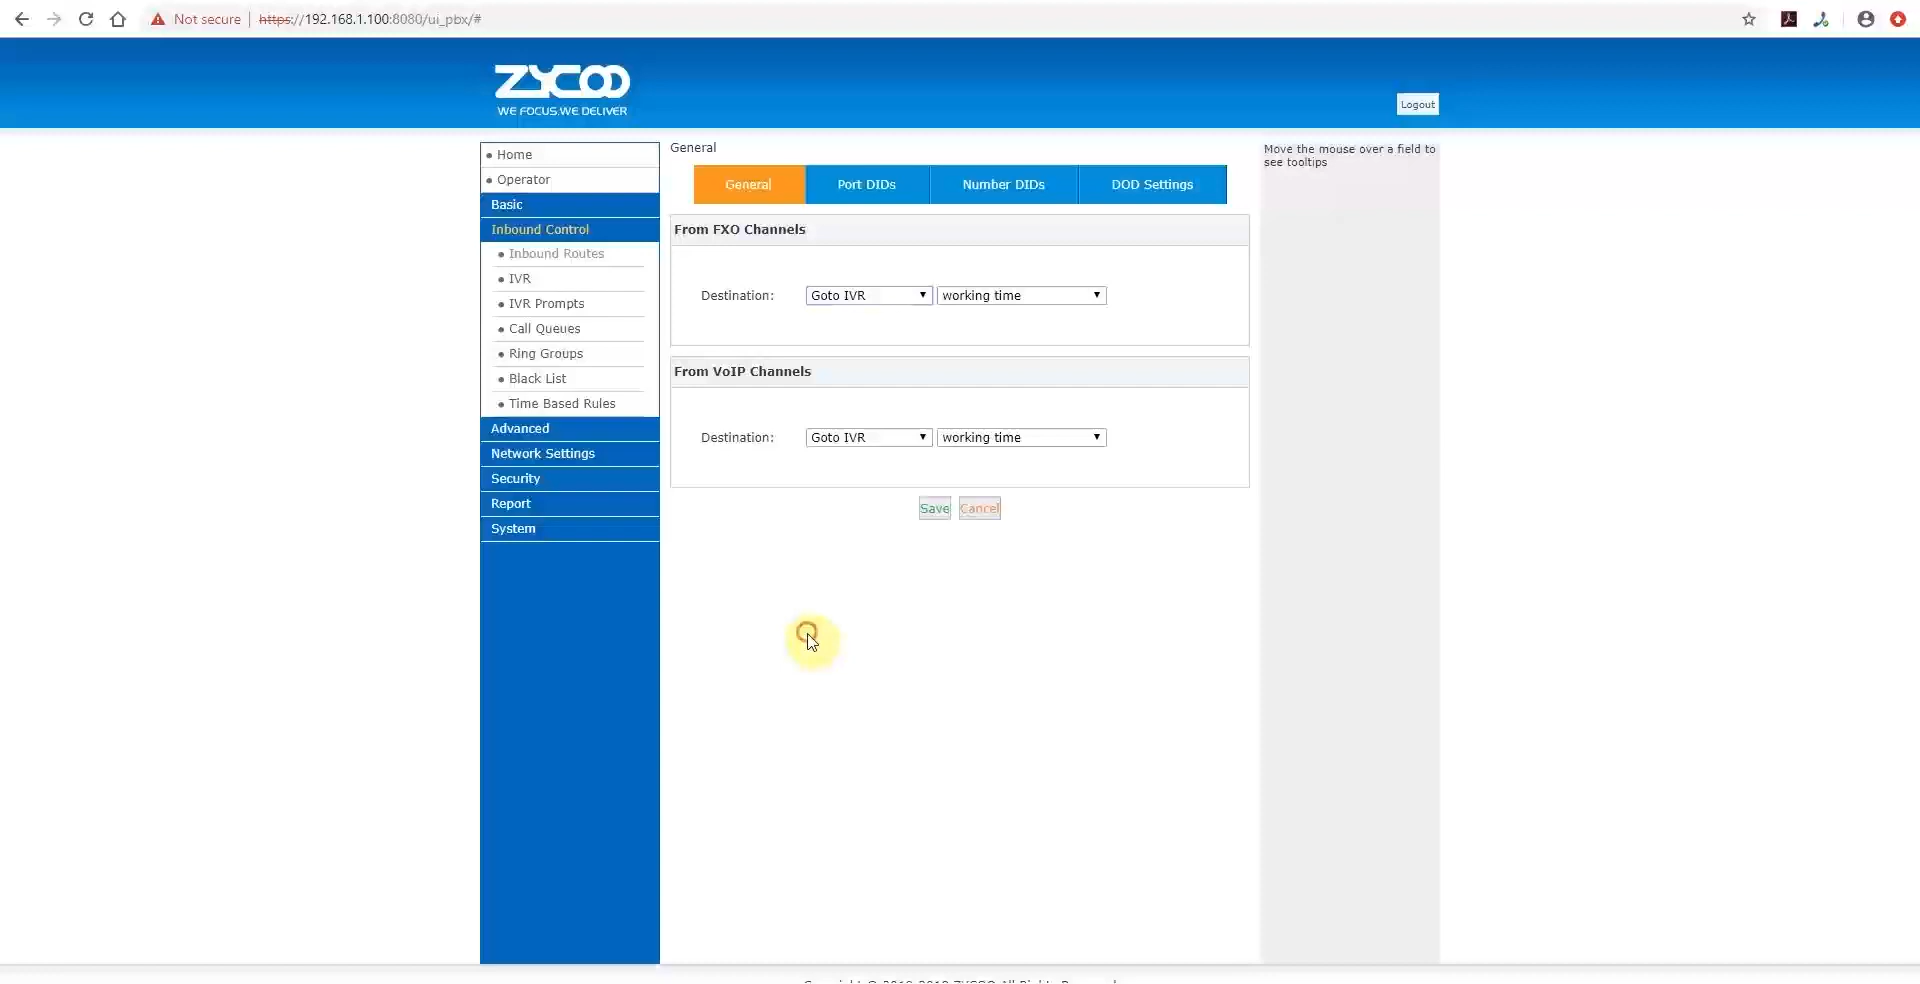 Not secure | https://192.168.1.100:8080/ui_pbx/#
ZYCOO
WE FOCUS.WE DELIVER
Logout
Home
Operator
Basic
Inbound Control
Inbound Routes
IVR
IVR Prompts
Call Queues
Ring Groups
Black List
Time Based Rules
Advanced
Network Settings
Security
Report
System
General
General Port DIDs Number DIDs DOD Settings
From FXO Channels
Destination: Goto IVR working time
From VoIP Channels
Destination: Goto IVR working time
Save Cancel
Move the mouse over a field to
see tooltips